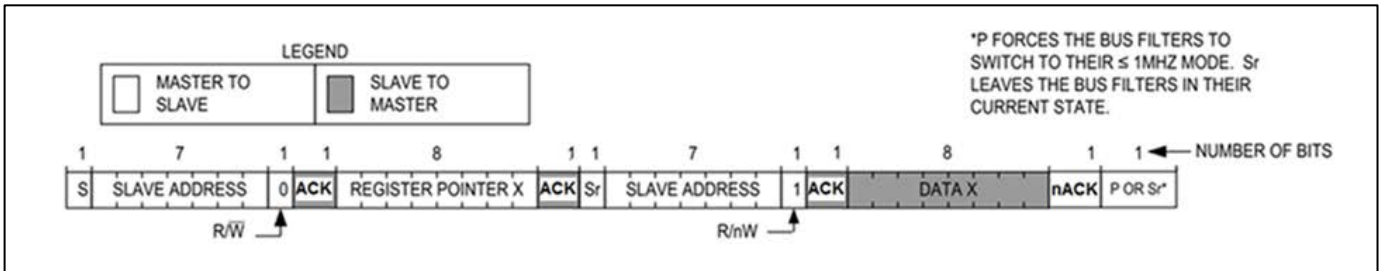 *P FORCES THE BUS FILTERS TO
SWITCH TO THEIR ≤ 1MHZ MODE. Sr
LEAVES THE BUS FILTERS IN THEIR
CURRENT STATE.
LEGEND
MASTER TO
SLAVE
SLAVE TO
MASTER
1 7 1 1 8 1 1 7 1 1 8 1 1 NUMBER OF BITS
S SLAVE ADDRESS 0 ACK REGISTER POINTER X ACK Sr SLAVE ADDRESS 1 ACK DATA X nACK P OR Sr*
R/W̅ R/nW